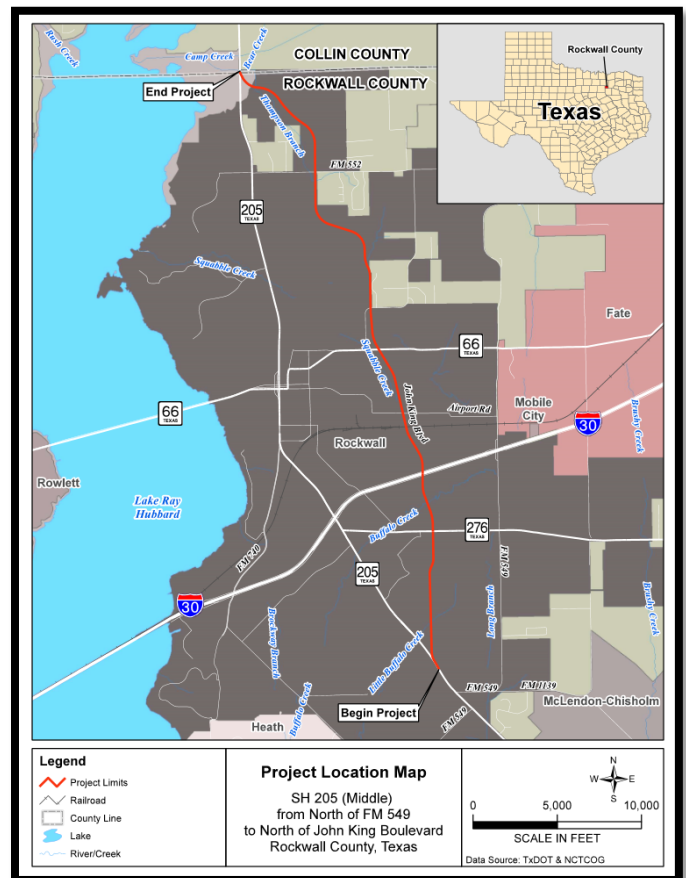 Rush Creek
Camp Creek
Bear Creek
COLLIN COUNTY
ROCKWALL COUNTY
End Project
Rockwall County
Texas
Thompson Branch
FM 552
205
TEXAS
Squabble Creek
Fate
66
TEXAS
Squabble Creek
John King Blvd
Airport Rd
Mobile
City
30
Brushy Creek
66
TEXAS
Rockwall
Rowlett
Lake Ray
Hubbard
276
TEXAS
Buffalo Creek
FM 740
205
TEXAS
FM 549
Long Branch
Brushy Creek
30
Brockway Branch
Little Buffalo Creek
FM 549
FM 1139
McLendon-Chisholm
Begin Project
Heath
Buffalo Creek
FM 549
Legend
Project Limits
Railroad
County Line
Lake
River/Creek
Project Location Map
SH 205 (Middle)
from North of FM 549
to North of John King Boulevard
Rockwall County, Texas
N
W
E
S
0
5,000
10,000
SCALE IN FEET
Data Source: TxDOT & NCTCOG